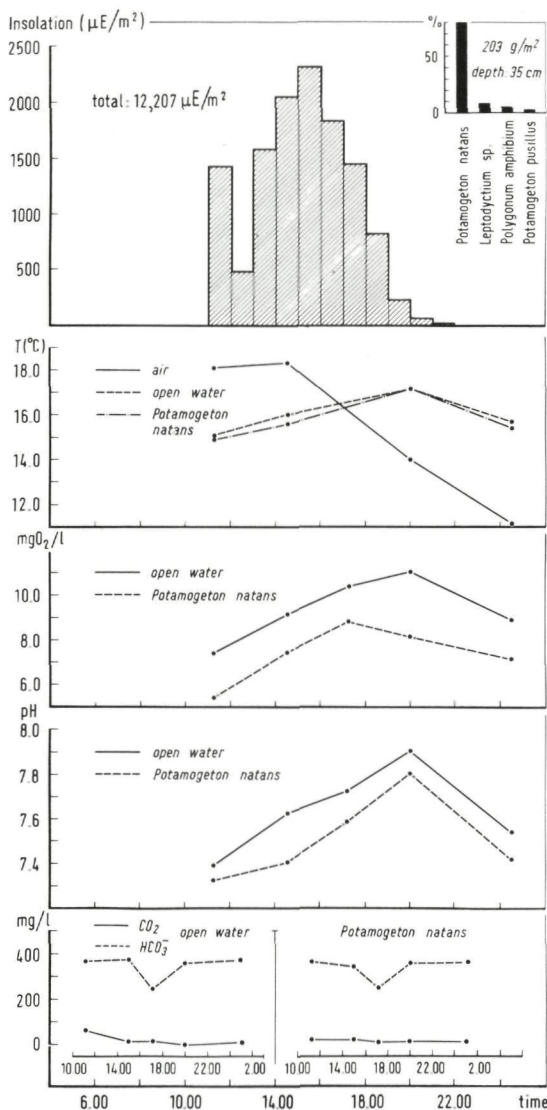 Insolation (μE/m²)
2500
2000
1500
1000
500
total: 12,207 μE/m²
%
50
0
203 g/m²
depth: 35 cm
Potamogeton natans
Leptodyctium sp.
Polygonum amphibium
Potamogeton pusillus
T(°C)
18.0
16.0
14.0
12.0
air
open water
Potamogeton
natans
mgO₂/l
10.0
8.0
6.0
open water
Potamogeton natans
pH
8.0
7.8
7.6
7.4
open water
Potamogeton natans
mg/l
400
200
0
CO₂ open water
HCO₃⁻
Potamogeton natans
10.00 14.00 18.00 22.00 2.00
10.00 14.00 18.00 22.00 2.00
6.00 10.00 14.00 18.00 22.00 time